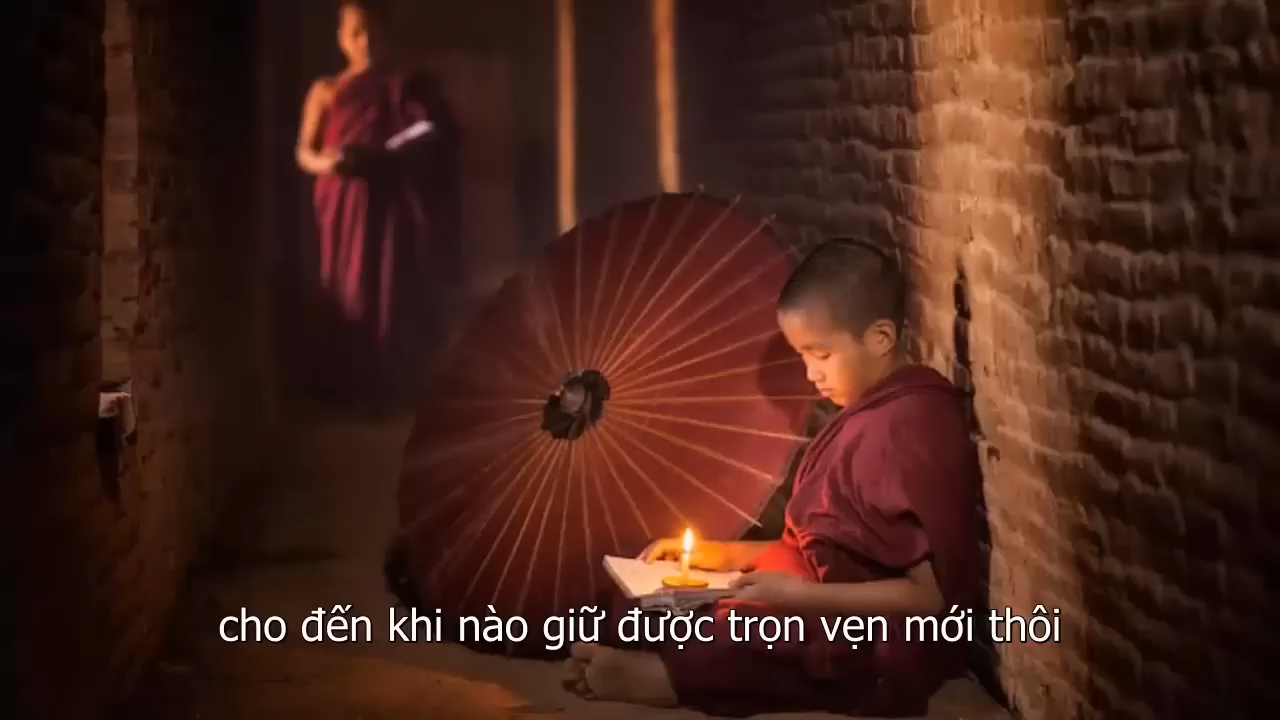 cho đến khi nào giữ được trọn vẹn mới thôi